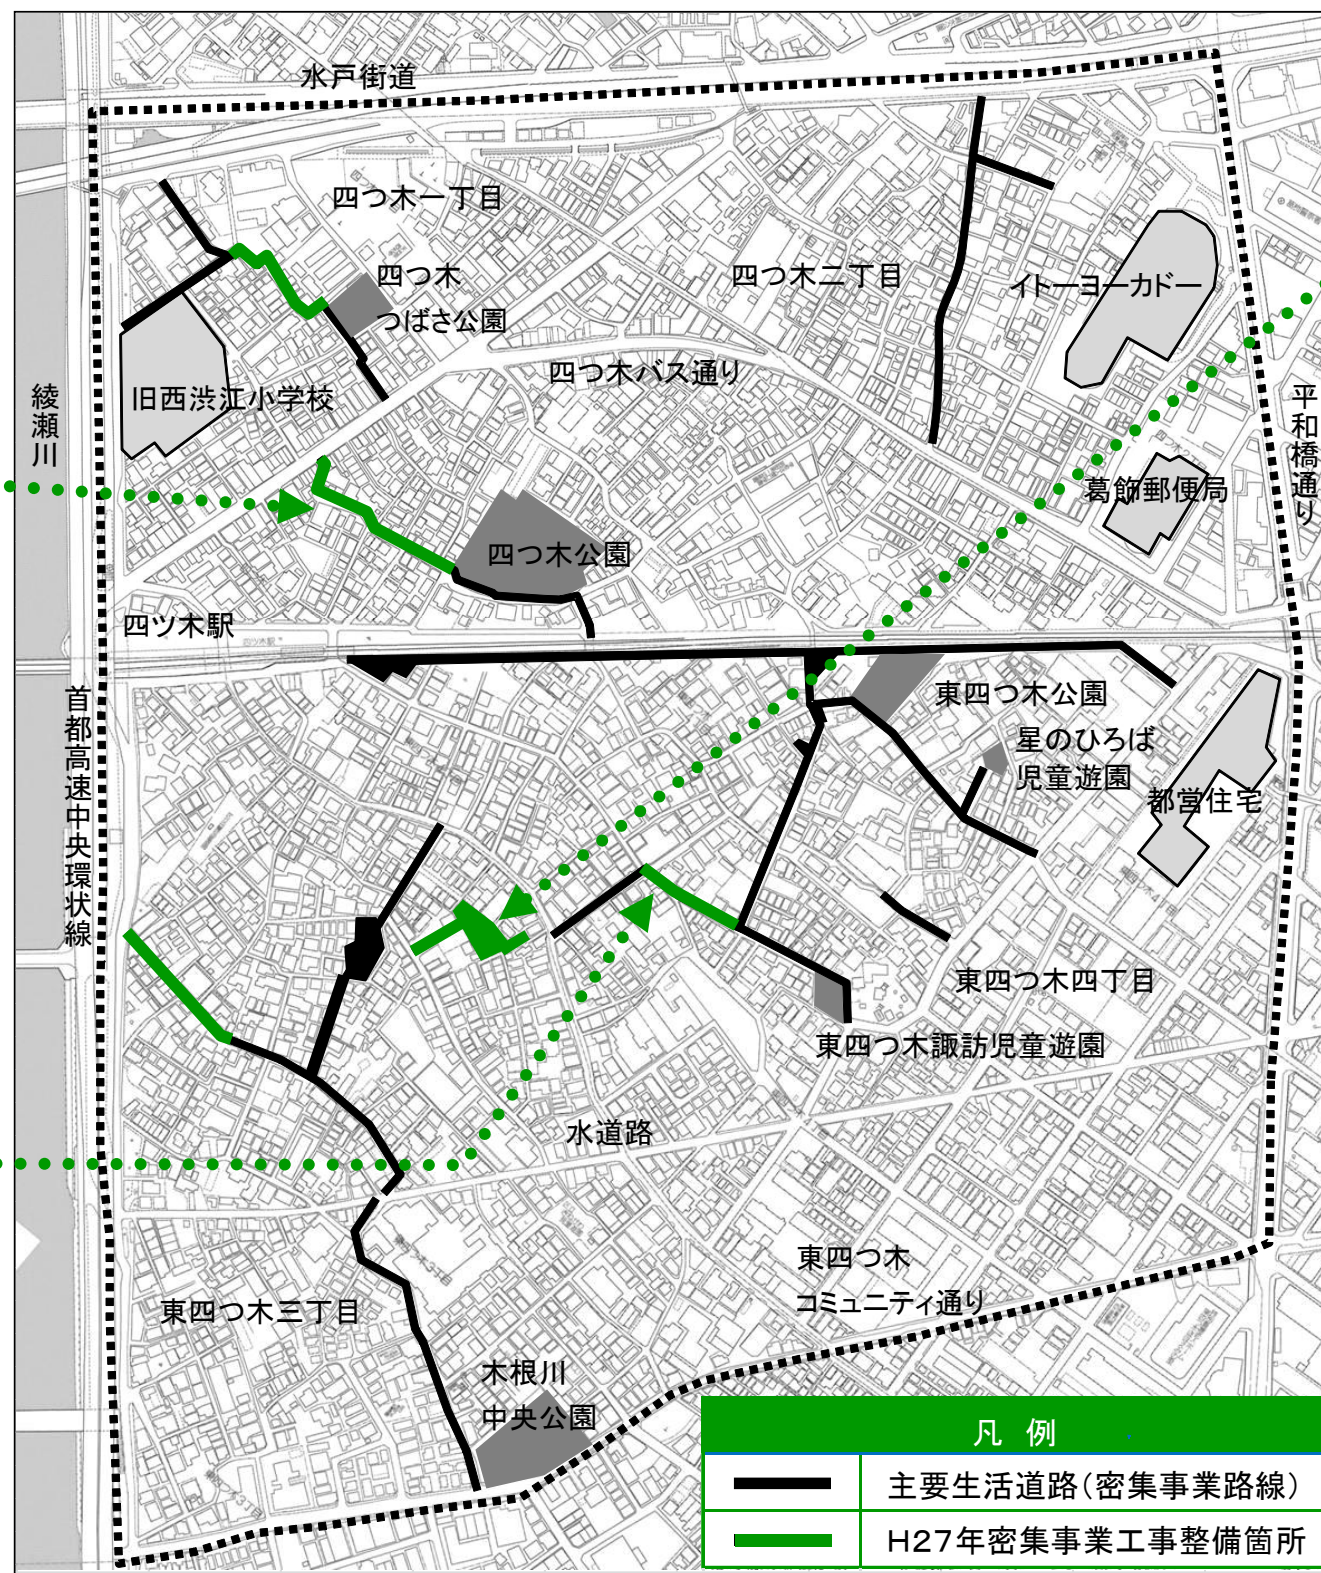 水戸街道
四つ木一丁目
四つ木
つばさ公園
四つ木二丁目
イトーヨーカドー
四つ木バス通り
旧西渋江小学校
綾瀬川
平和橋通り
葛飾郵便局
四つ木公園
四ツ木駅
首都高速中央環状線
東四つ木公園
星のひろば
児童遊園
都営住宅
東四つ木四丁目
東四つ木諏訪児童遊園
水道路
東四つ木
コミュニティ通り
東四つ木三丁目
木根川
中央公園
凡 例
主要生活道路(密集事業路線)
H27年密集事業工事整備箇所